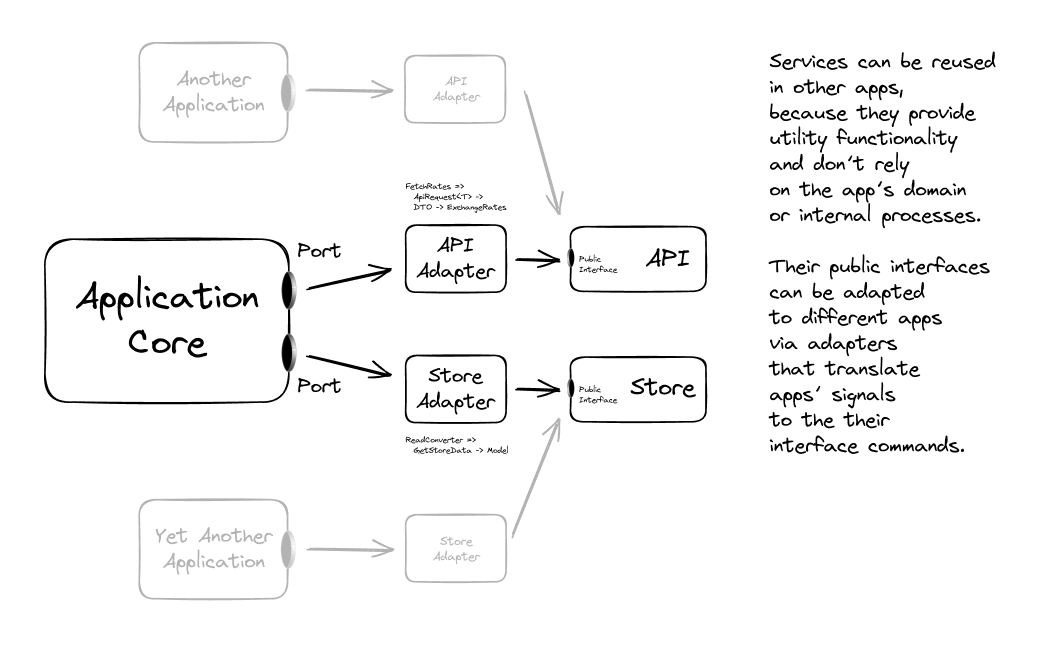 Another
Application
API
Adapter
FetchRates =>
ApiRequest<T> ->
DTO -> ExchangeRates
Port
Application
Core
API
Adapter
Public
Interface
API
Port
Store
Adapter
Public
Interface
Store
ReadConverter =>
GetStoreData -> Model
Yet Another
Application
Store
Adapter
Services can be reused
in other apps,
because they provide
utility functionality
and don't rely
on the app's domain
or internal processes.
Their public interfaces
can be adapted
to different apps
via adapters
that translate
apps' signals
to the their
interface commands.